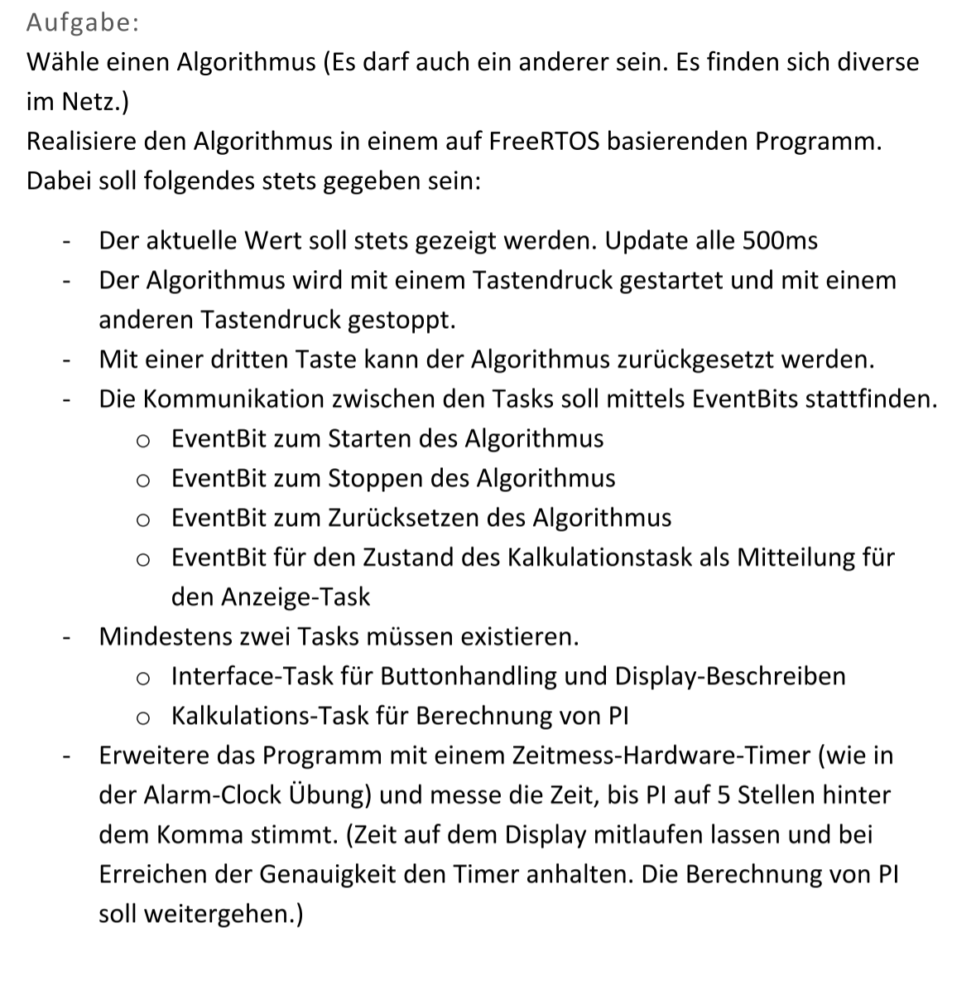 Aufgabe:
Wähle einen Algorithmus (Es darf auch ein anderer sein. Es finden sich diverse
im Netz.)
Realisiere den Algorithmus in einem auf FreeRTOS basierenden Programm.
Dabei soll folgendes stets gegeben sein:
- Der aktuelle Wert soll stets gezeigt werden. Update alle 500ms
- Der Algorithmus wird mit einem Tastendruck gestartet und mit einem
anderen Tastendruck gestoppt.
- Mit einer dritten Taste kann der Algorithmus zurückgesetzt werden.
- Die Kommunikation zwischen den Tasks soll mittels EventBits stattfinden.
o EventBit zum Starten des Algorithmus
o EventBit zum Stoppen des Algorithmus
o EventBit zum Zurücksetzen des Algorithmus
o EventBit für den Zustand des Kalkulationstask als Mitteilung für
den Anzeige-Task
- Mindestens zwei Tasks müssen existieren.
o Interface-Task für Buttonhandling und Display-Beschreiben
o Kalkulations-Task für Berechnung von PI
- Erweitere das Programm mit einem Zeitmess-Hardware-Timer (wie in
der Alarm-Clock Übung) und messe die Zeit, bis PI auf 5 Stellen hinter
dem Komma stimmt. (Zeit auf dem Display mitlaufen lassen und bei
Erreichen der Genauigkeit den Timer anhalten. Die Berechnung von PI
soll weitergehen.)